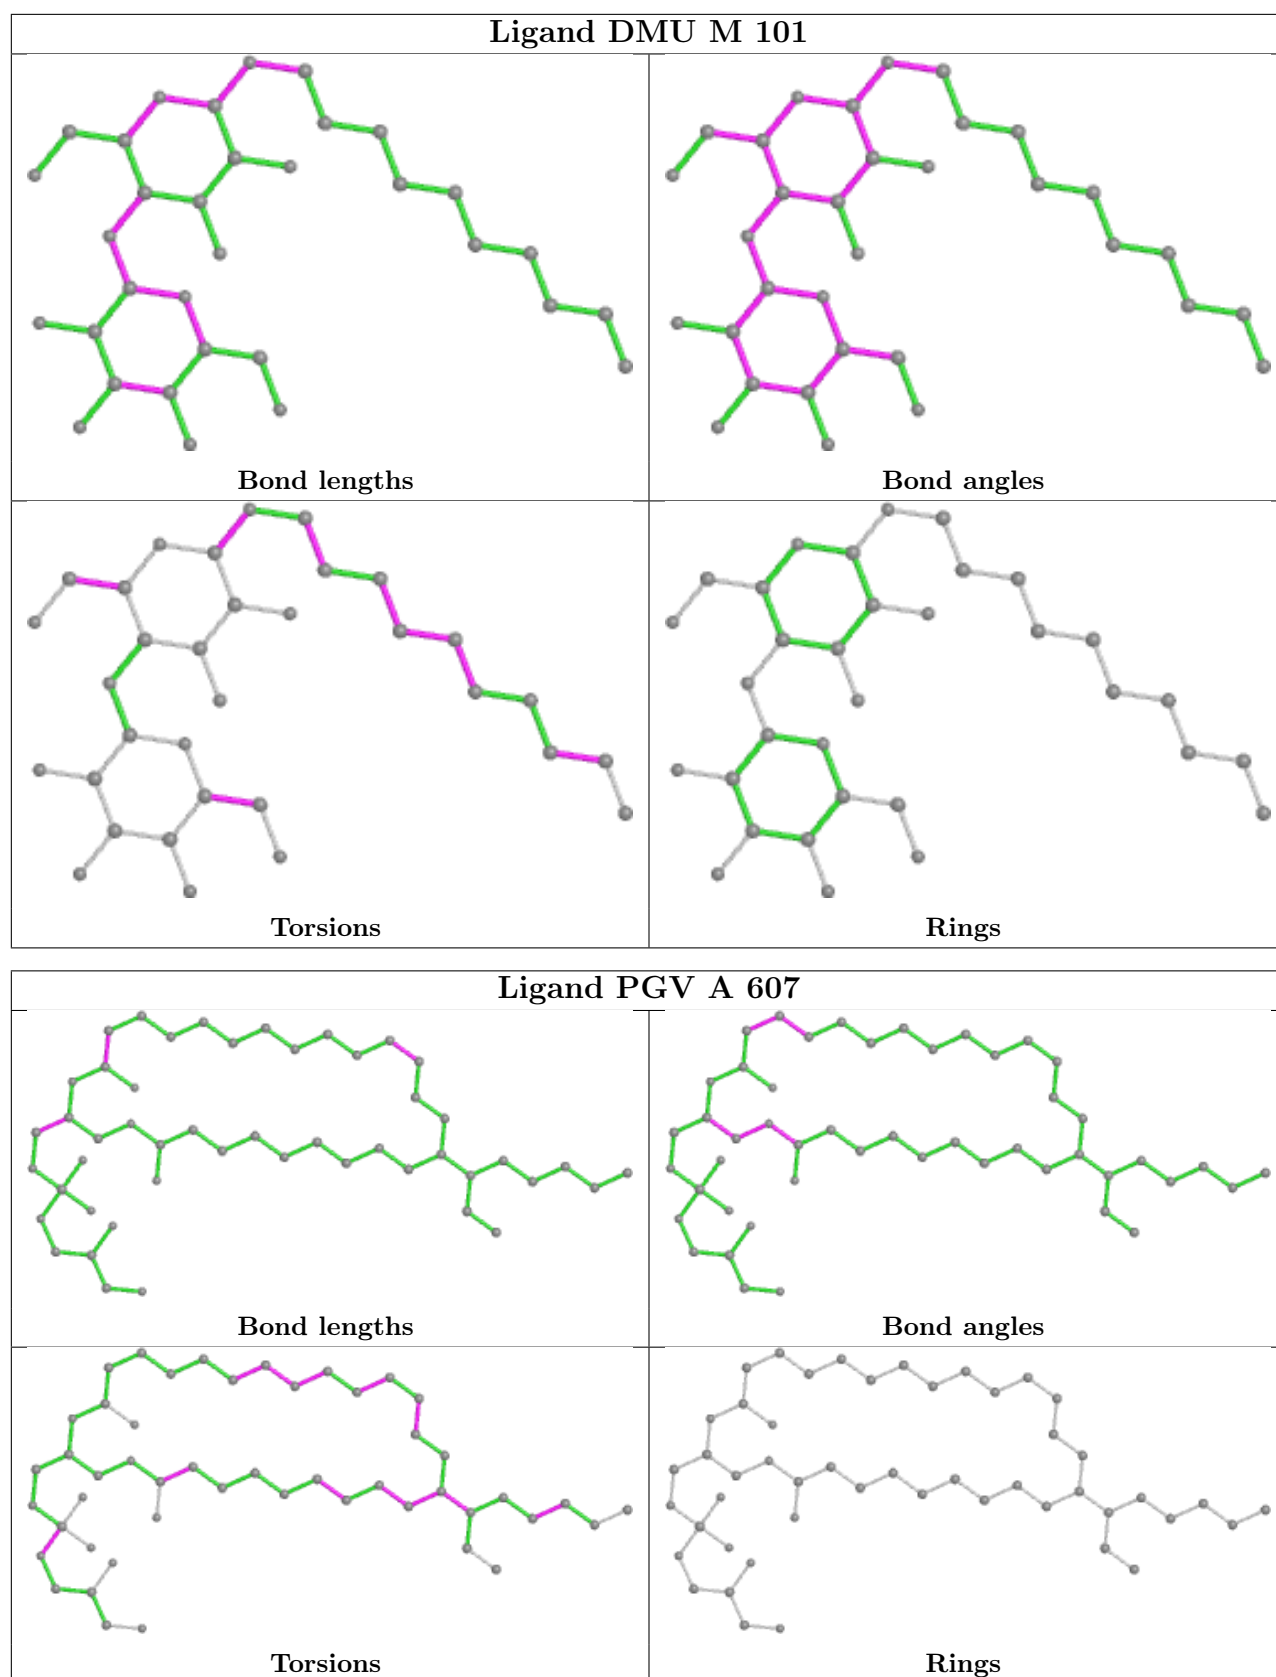 Ligand DMU M 101
Bond lengths
Bond angles
Torsions
Rings
Ligand PGV A 607
Bond lengths
Bond angles
Torsions
Rings